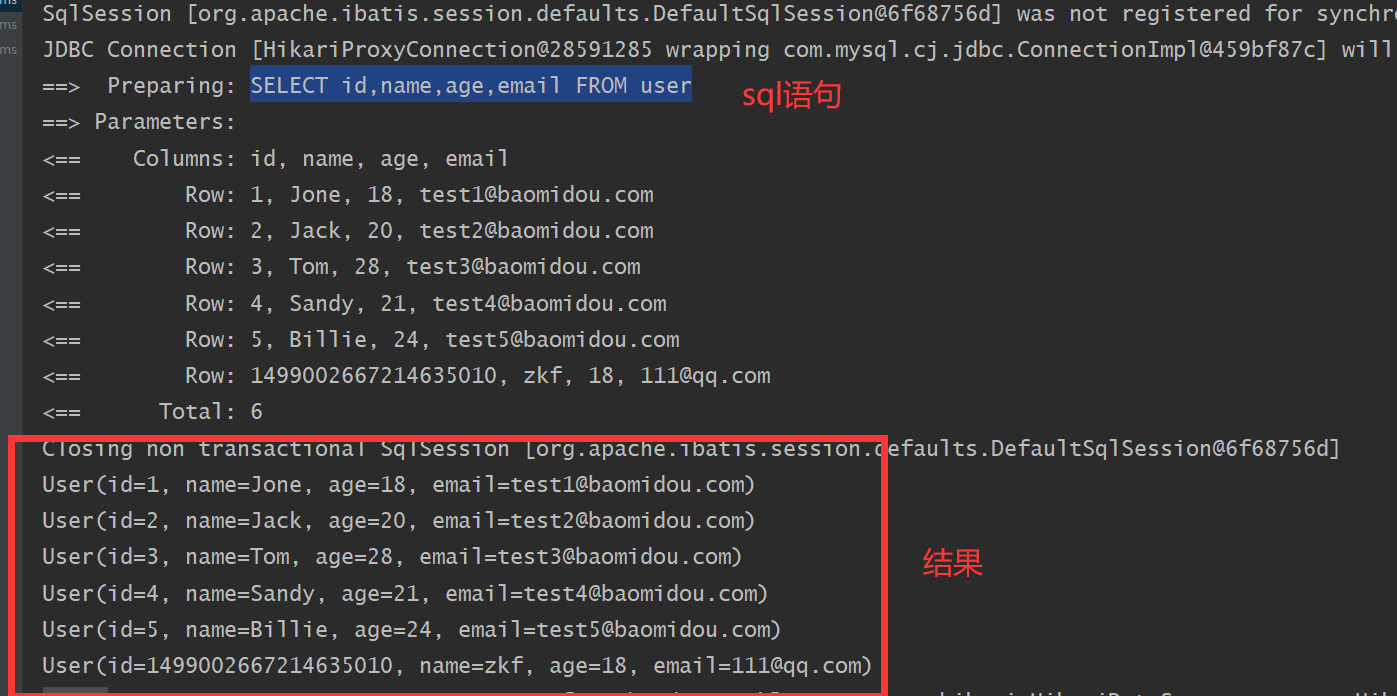 ms
SqlSession [org.apache.ibatis.session.defaults.DefaultSqlSession@6f68756d] was not registered for synchro
ms
JDBC Connection [HikariProxyConnection@28591285 wrapping com.mysql.cj.jdbc.ConnectionImpl@459bf87c] will
ms
==>  Preparing: SELECT id,name,age,email FROM user
sql语句
==> Parameters:
<==    Columns: id, name, age, email
<==        Row: 1, Jone, 18, test1@baomidou.com
<==        Row: 2, Jack, 20, test2@baomidou.com
<==        Row: 3, Tom, 28, test3@baomidou.com
<==        Row: 4, Sandy, 21, test4@baomidou.com
<==        Row: 5, Billie, 24, test5@baomidou.com
<==        Row: 1499002667214635010, zkf, 18, 111@qq.com
<==      Total: 6
Closing non transactional SqlSession [org.apache.ibatis.session.defaults.DefaultSqlSession@6f68756d]
User(id=1, name=Jone, age=18, email=test1@baomidou.com)
User(id=2, name=Jack, age=20, email=test2@baomidou.com)
User(id=3, name=Tom, age=28, email=test3@baomidou.com)
结果
User(id=4, name=Sandy, age=21, email=test4@baomidou.com)
User(id=5, name=Billie, age=24, email=test5@baomidou.com)
User(id=1499002667214635010, name=zkf, age=18, email=111@qq.com)